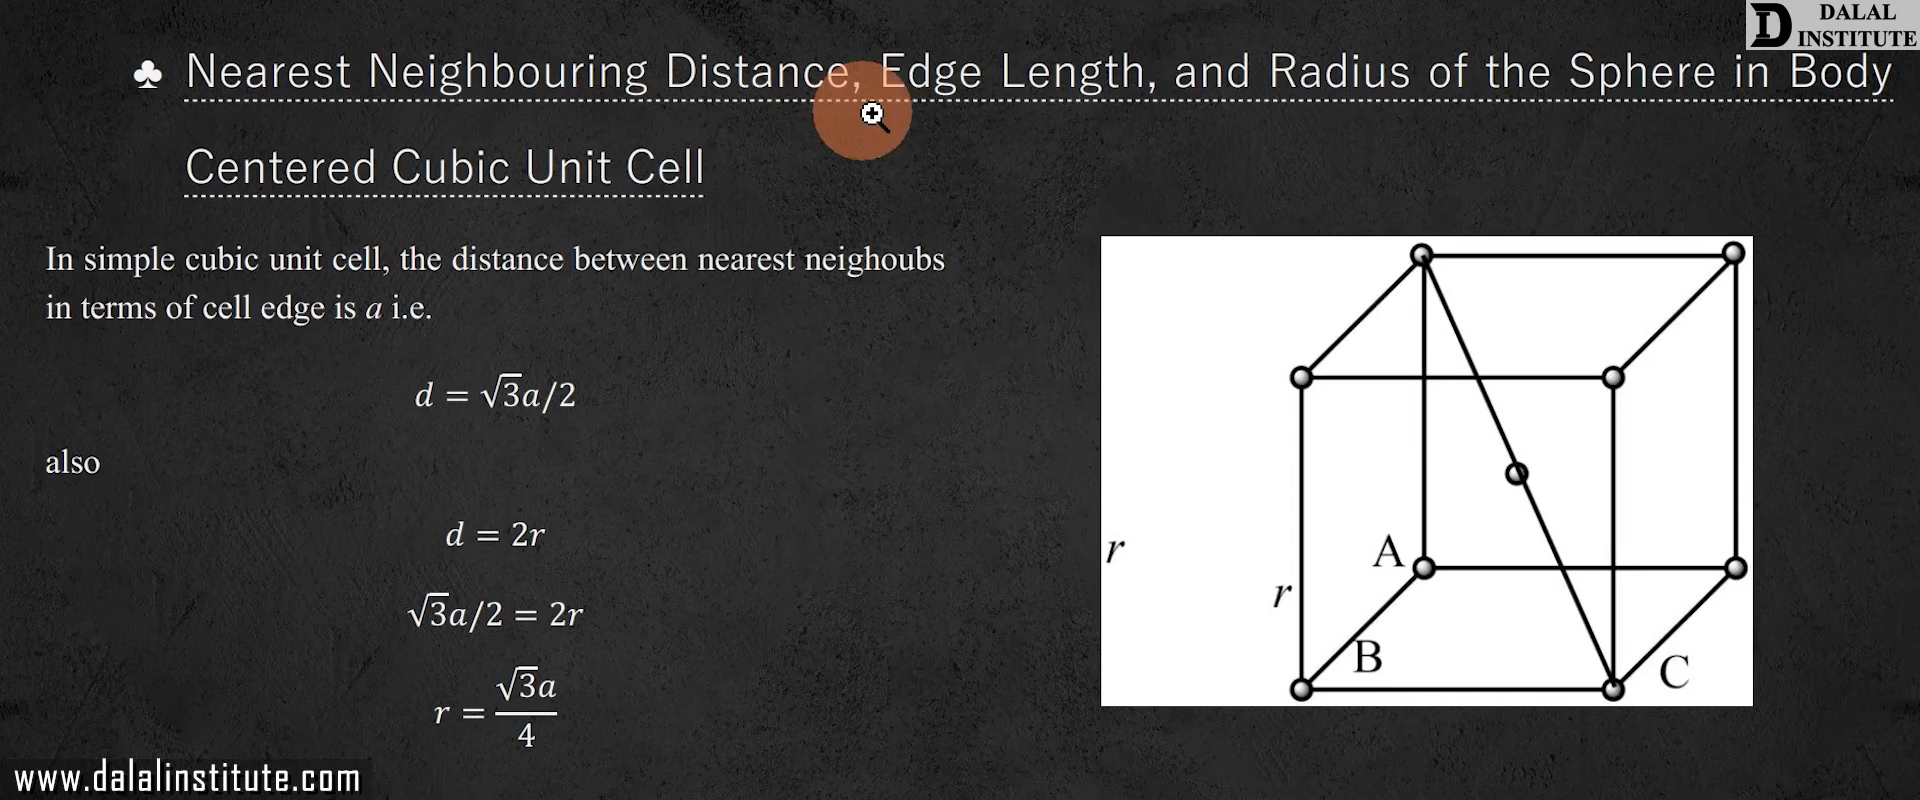 DALAL
INSTITUTE
♣ Nearest Neighbouring Distance, Edge Length, and Radius of the Sphere in Body
Centered Cubic Unit Cell
In simple cubic unit cell, the distance between nearest neighoubs
in terms of cell edge is a i.e.
d = √3a/2
also
d = 2r
√3a/2 = 2r
r = √3a/4
r
r
A
B
C
www.dalalinstitute.com